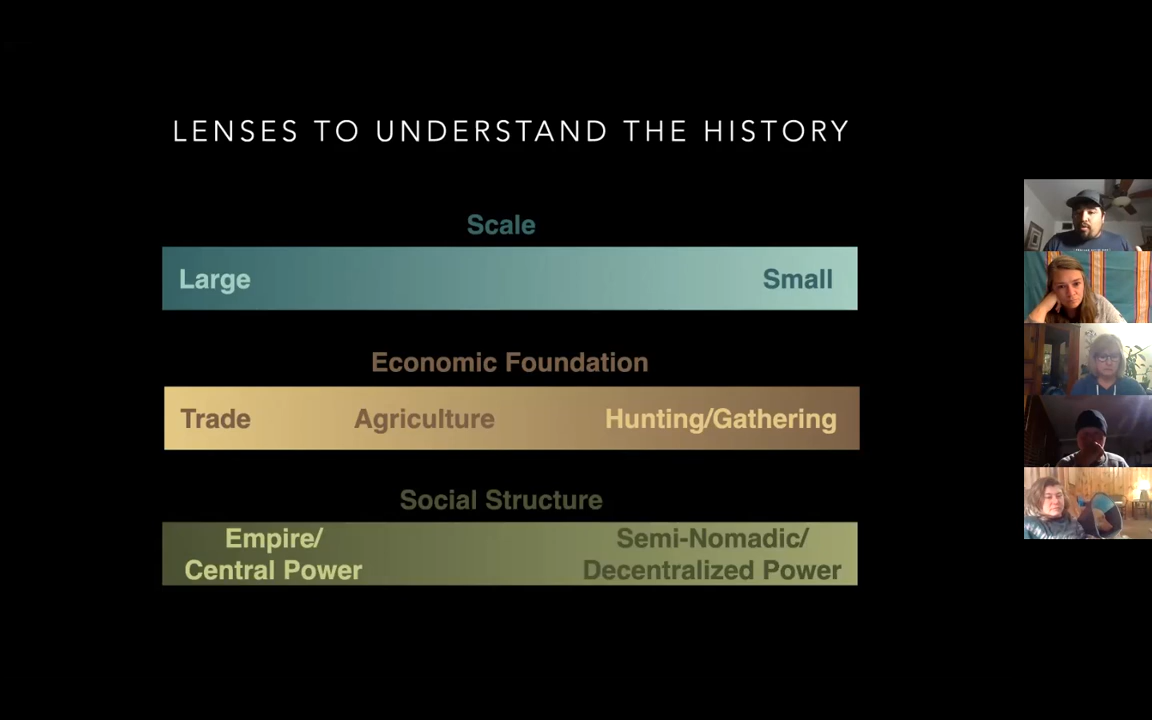 LENSES TO UNDERSTAND THE HISTORY
Scale
Large Small
Economic Foundation
Trade Agriculture Hunting/Gathering
Social Structure
Empire/
Central Power
Semi-Nomadic/
Decentralized Power